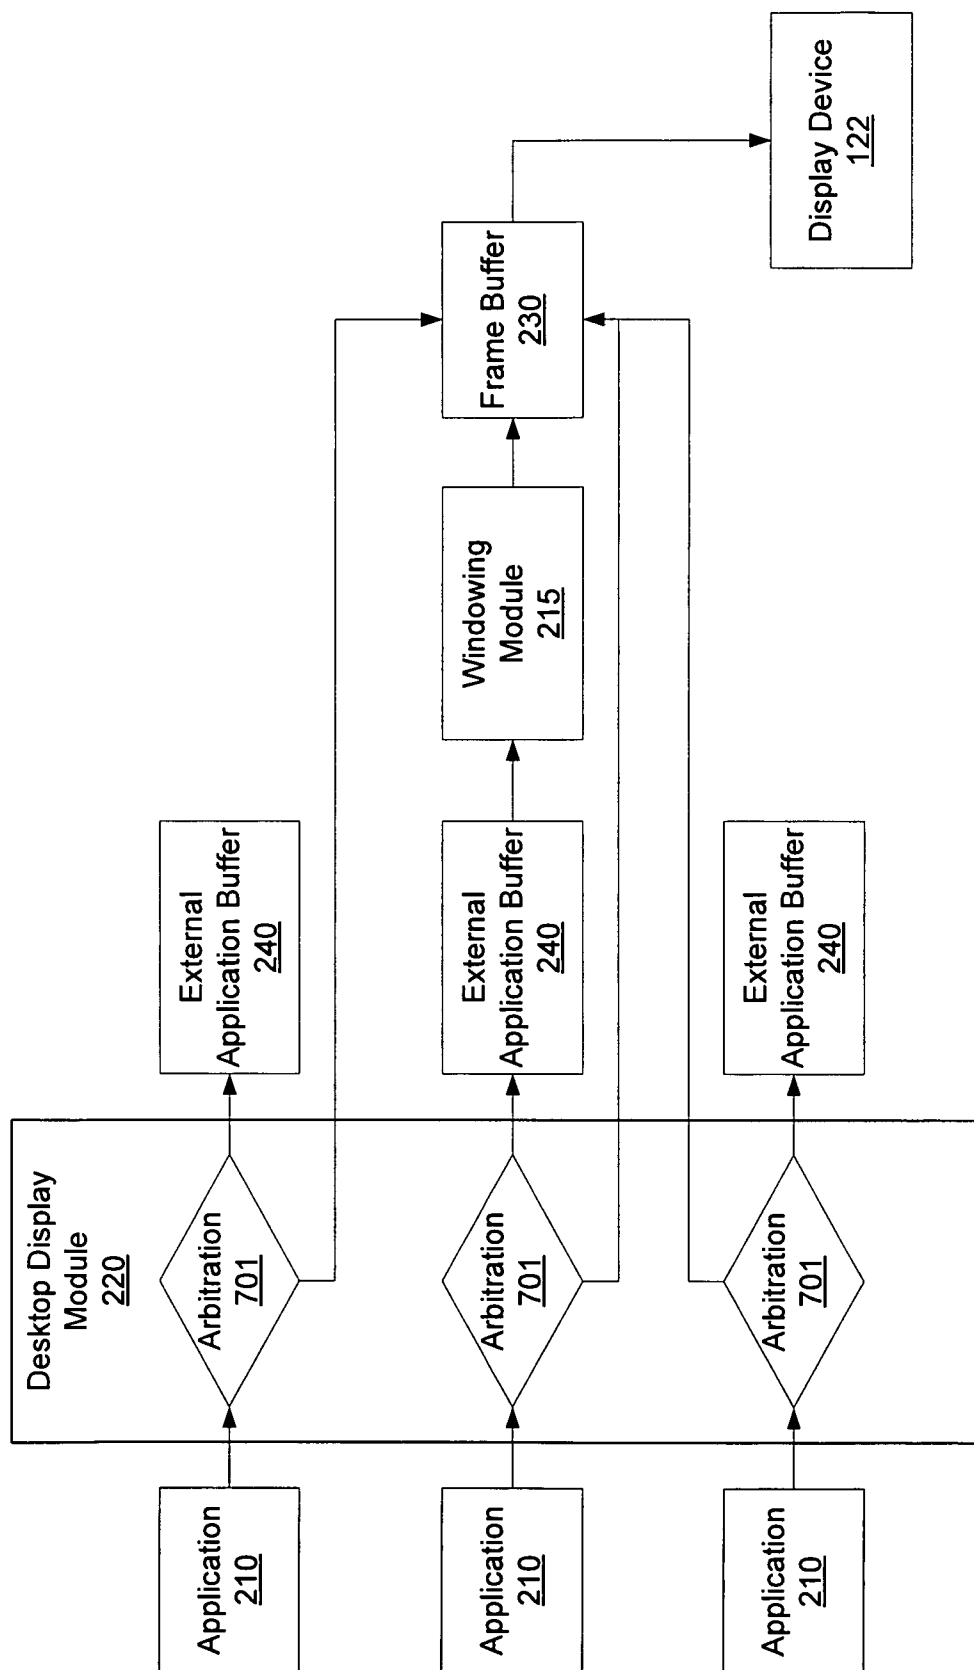 Desktop Display
Module
220
Application
210
Arbitration
701
External
Application Buffer
240
Application
210
Arbitration
701
External
Application Buffer
240
Windowing
Module
215
Frame Buffer
230
Application
210
Arbitration
701
External
Application Buffer
240
Display Device
122